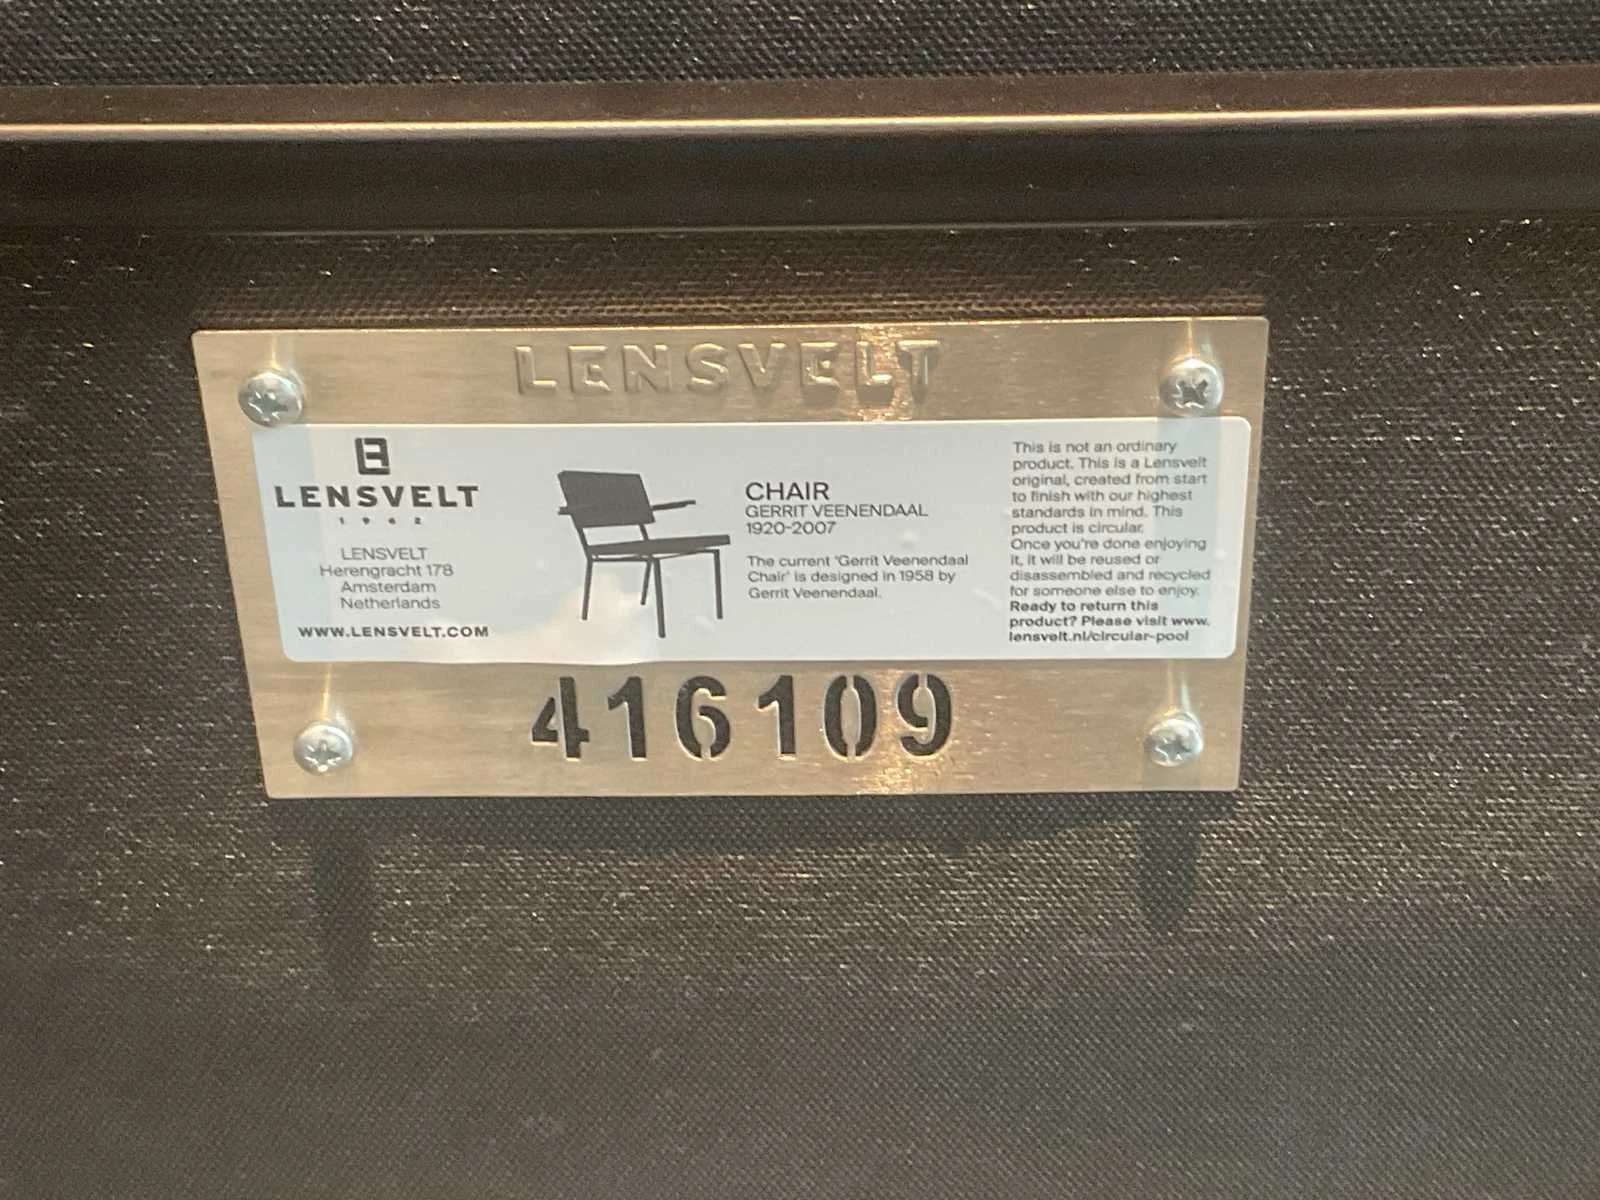 LENSVELT
LENSVELT
1962
LENSVELT
Herengracht 178
Amsterdam
Netherlands
WWW.LENSVELT.COM
CHAIR
GERRIT VEENENDAAL
1920-2007
The current 'Gerrit Veenendaal
Chair' is designed in 1958 by
Gerrit Veenendaal.
This is not an ordinary
product. This is a Lensvelt
original, created from start
to finish with our highest
standards in mind. This
product is circular.
Once you're done enjoying
it, it will be reused or
disassembled and recycled
for someone else to enjoy.
Ready to return this
product? Please visit www.
lensvelt.nl/circular-pool
416109